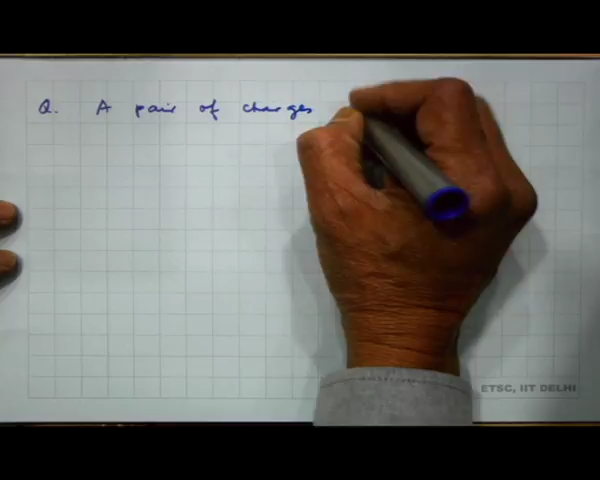 Q. A pair of charges
ETSC, IIT DELHI